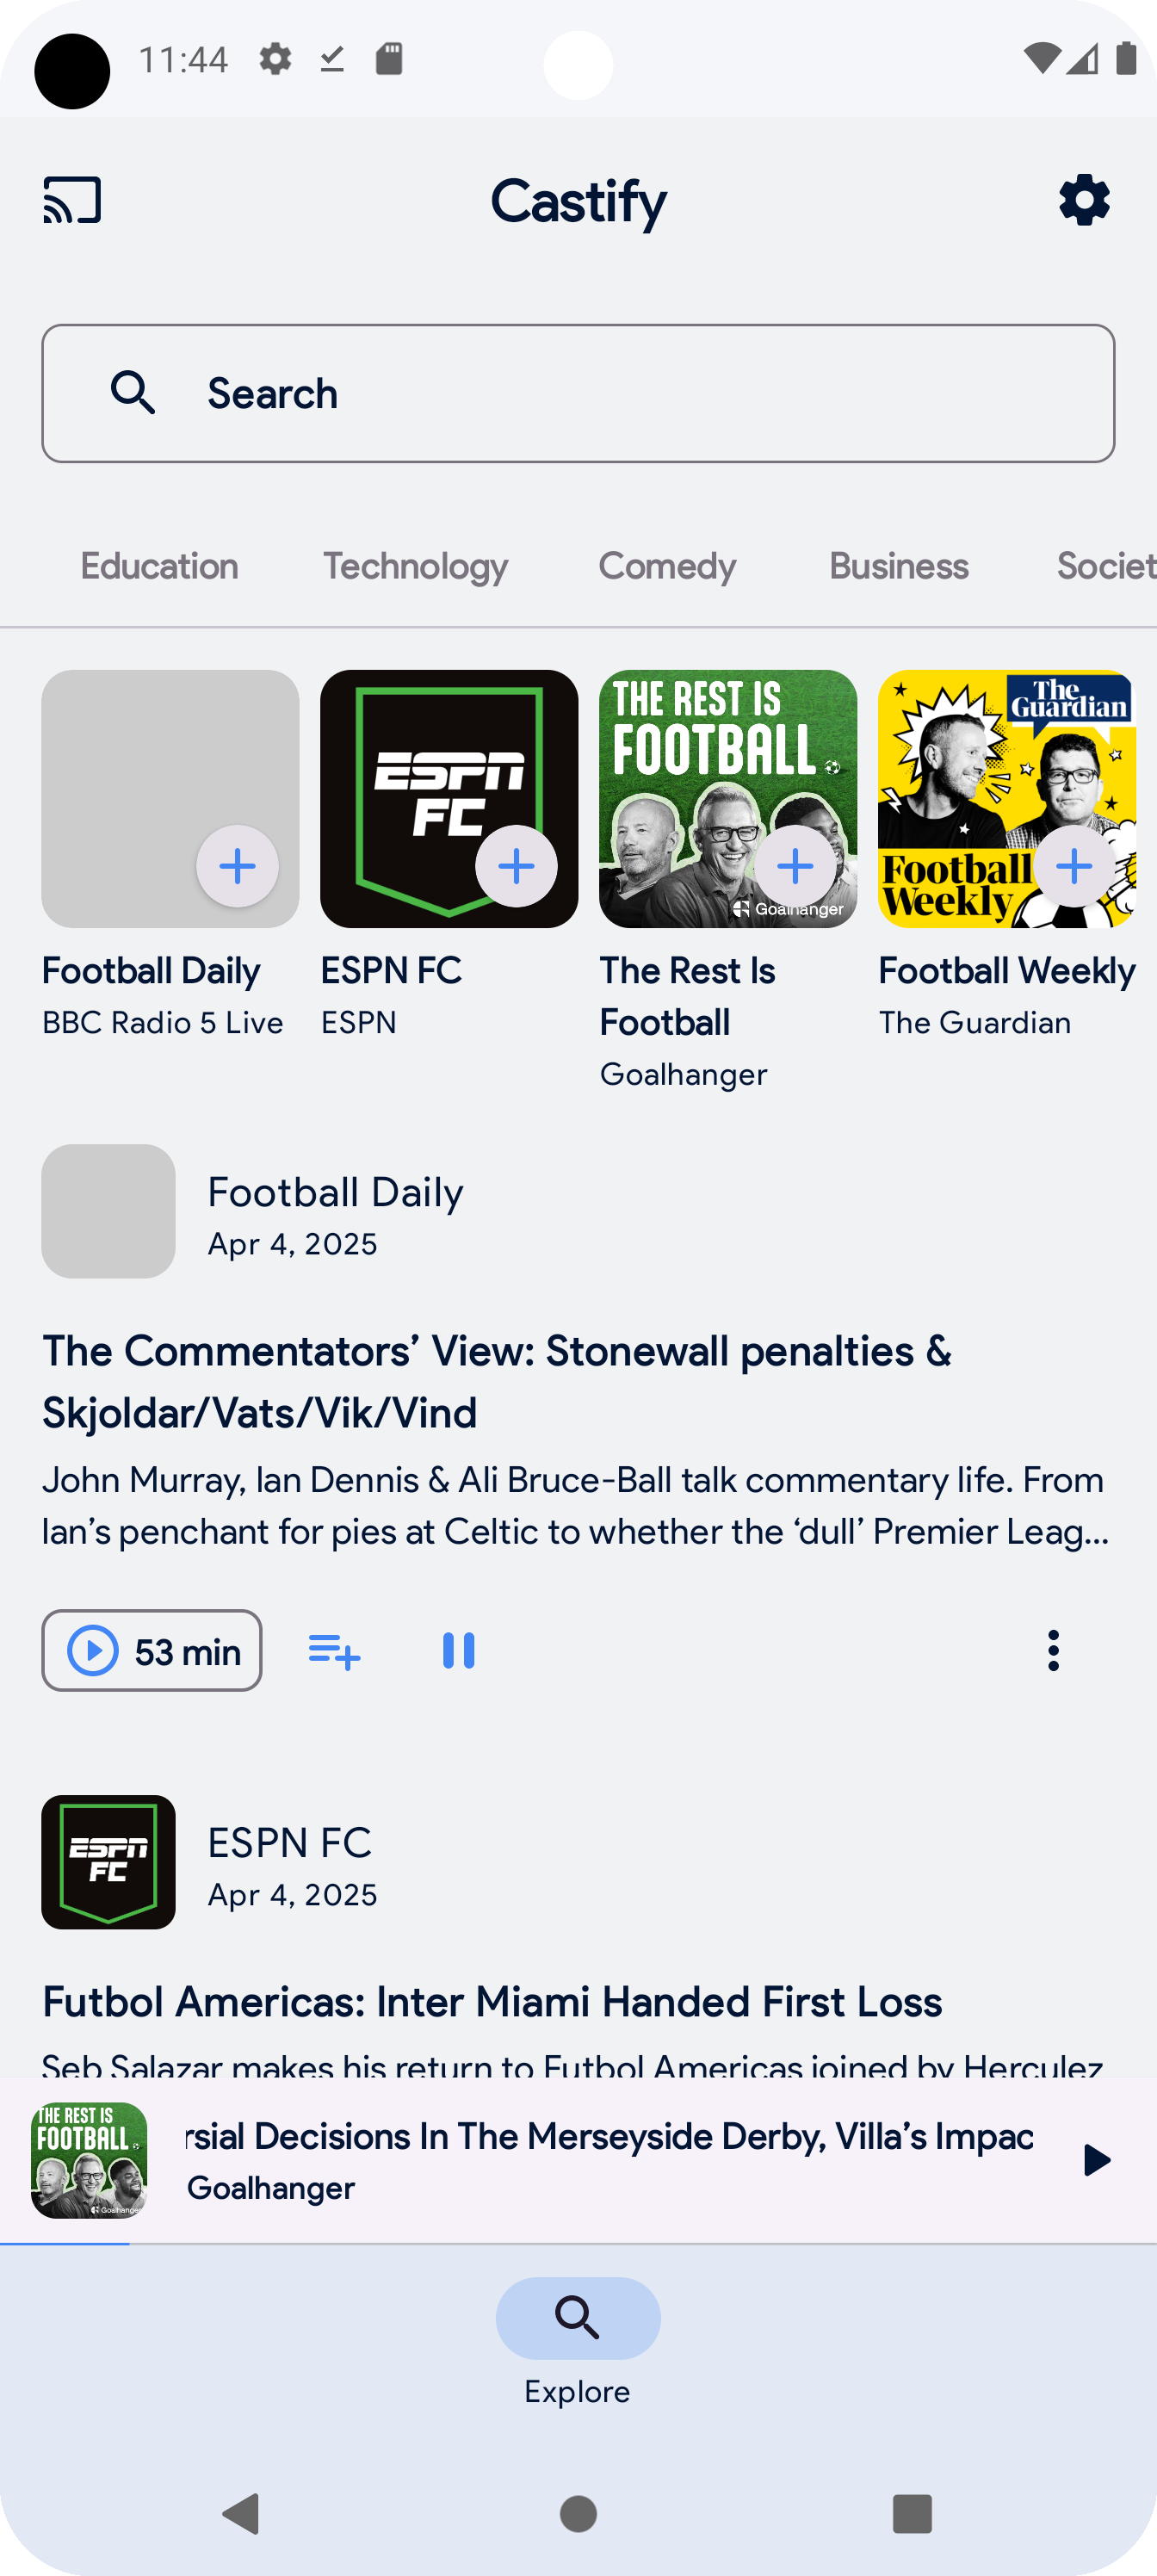 11:44
Castify
Search
Education Technology Comedy Business Societ
ESPN FC
THE REST IS FOOTBALL
Goalhanger
The Guardian
Football Weekly
Football Daily
BBC Radio 5 Live
ESPN FC
ESPN
The Rest Is
Football
Goalhanger
Football Weekly
The Guardian
Football Daily
Apr 4, 2025
The Commentators’ View: Stonewall penalties &
Skjoldar/Vats/Vik/Vind
John Murray, Ian Dennis & Ali Bruce-Ball talk commentary life. From
Ian’s penchant for pies at Celtic to whether the ‘dull’ Premier Leag...
53 min
ESPN FC
ESPN FC
Apr 4, 2025
Futbol Americas: Inter Miami Handed First Loss
Seb Salazar makes his return to Futbol Americas joined by Herculez
THE REST IS
FOOTBALL
Goalhanger
rsial Decisions In The Merseyside Derby, Villa’s Impac
Goalhanger
Explore